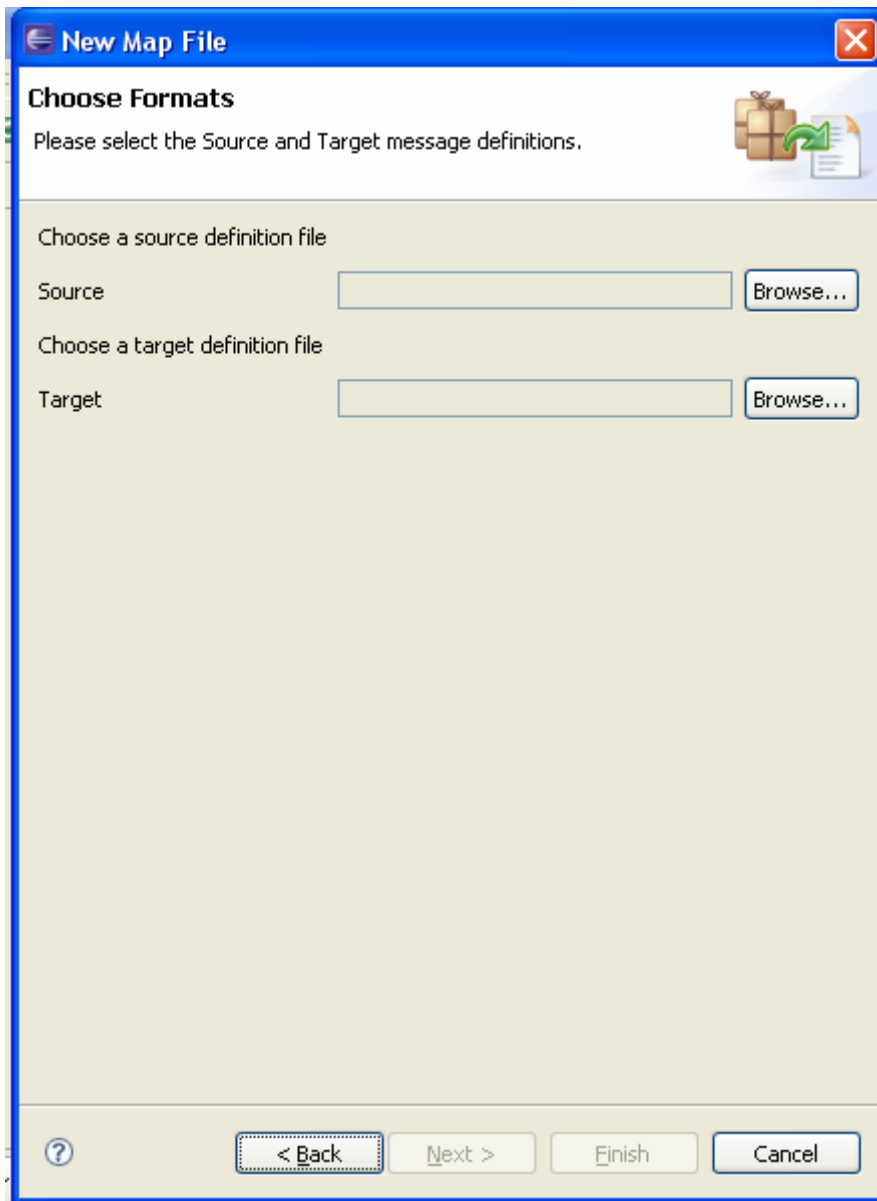 New Map File
Choose Formats
Please select the Source and Target message definitions.
Choose a source definition file
Source Browse...
Choose a target definition file
Target Browse...
? < Back Next > Finish Cancel